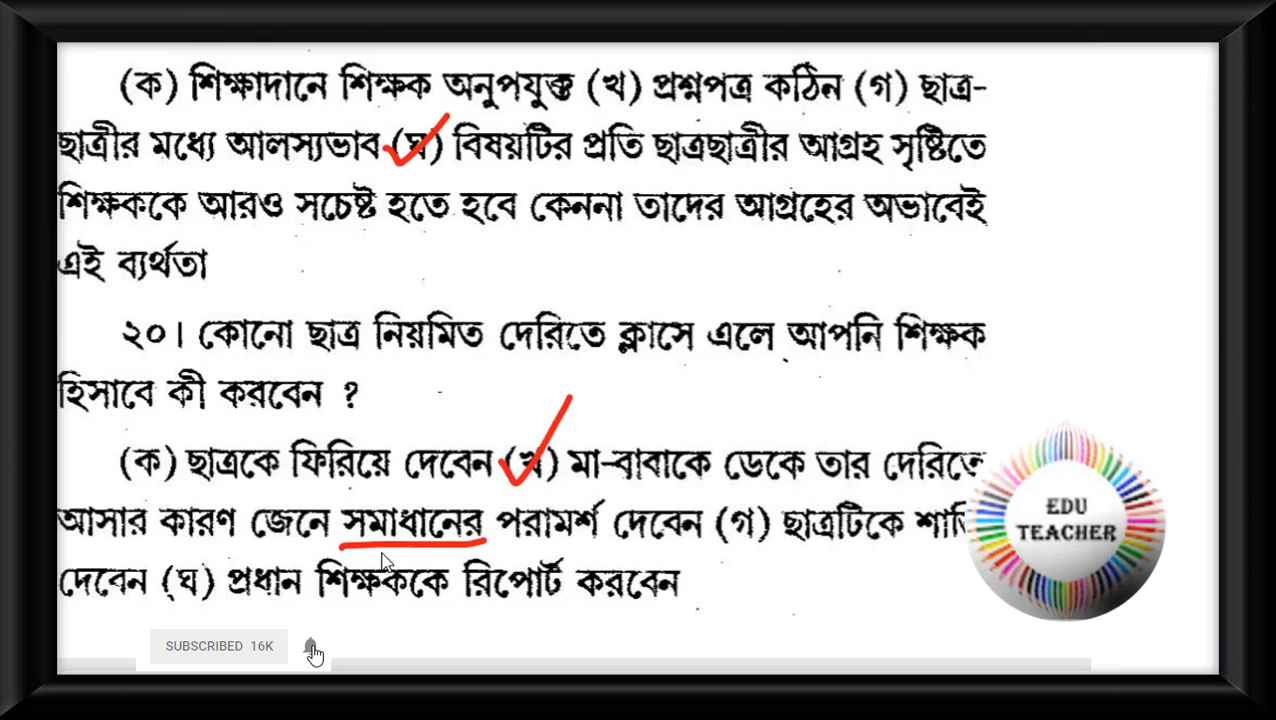 (ক) শিক্ষাদানে শিক্ষক অনুপযুক্ত (খ) প্রশ্নপত্র কঠিন (গ) ছাত্র-
ছাত্রীর মধ্যে আলস্যভাব (ঘ) বিষয়টির প্রতি ছাত্রছাত্রীর আগ্রহ সৃষ্টিতে
শিক্ষককে আরও সচেষ্ট হতে হবে কেননা তাদের আগ্রহের অভাবেই
এই ব্যর্থতা
২০। কোনো ছাত্র নিয়মিত দেরিতে ক্লাসে এলে আপনি শিক্ষক
হিসাবে কী করবেন ?
(ক) ছাত্রকে ফিরিয়ে দেবেন (খ) মা-বাবাকে ডেকে তার দেরিতে
আসার কারণ জেনে সমাধানের পরামর্শ দেবেন (গ) ছাত্রটিকে
দেবেন (ঘ) প্রধান শিক্ষককে রিপোর্ট করবেন
EDU
TEACHER
SUBSCRIBED 16K